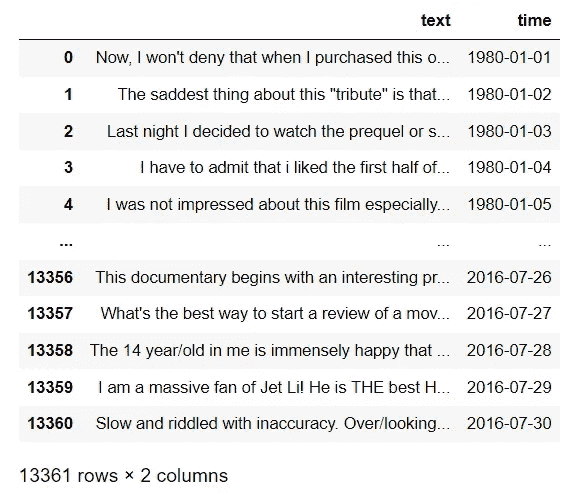 text time
0 Now, I won't deny that when I purchased this o... 1980-01-01
1 The saddest thing about this "tribute" is that... 1980-01-02
2 Last night I decided to watch the prequel or s... 1980-01-03
3 I have to admit that i liked the first half of... 1980-01-04
4 I was not impressed about this film especially... 1980-01-05
... ... ...
13356 This documentary begins with an interesting pr... 2016-07-26
13357 What's the best way to start a review of a mov... 2016-07-27
13358 The 14 year/old in me is immensely happy that ... 2016-07-28
13359 I am a massive fan of Jet Li! He is THE best H... 2016-07-29
13360 Slow and riddled with inaccuracy. Over/looking... 2016-07-30
13361 rows × 2 columns